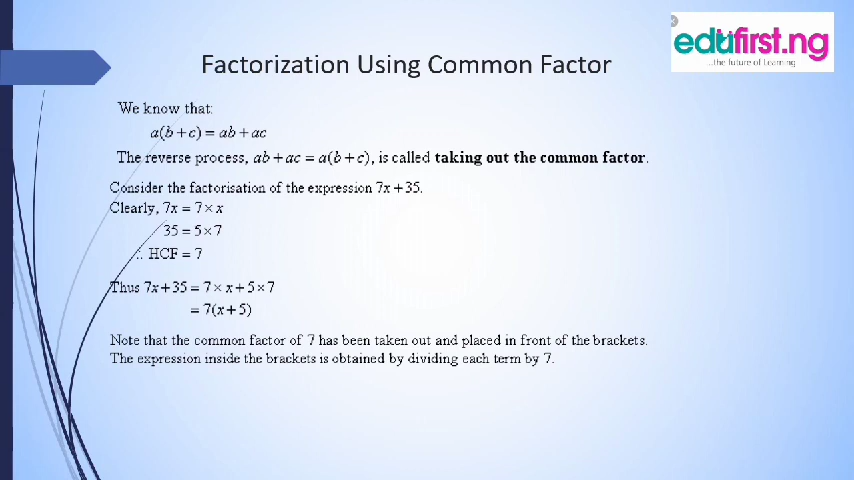 edufirst.ng
...the future of Learning
Factorization Using Common Factor
We know that:
a(b + c) = ab + ac
The reverse process, ab + ac = a(b + c), is called taking out the common factor.
Consider the factorisation of the expression 7x + 35.
Clearly, 7x = 7 × x
35 = 5 × 7
∴ HCF = 7
Thus 7x + 35 = 7 × x + 5 × 7
= 7(x + 5)
Note that the common factor of 7 has been taken out and placed in front of the brackets.
The expression inside the brackets is obtained by dividing each term by 7.